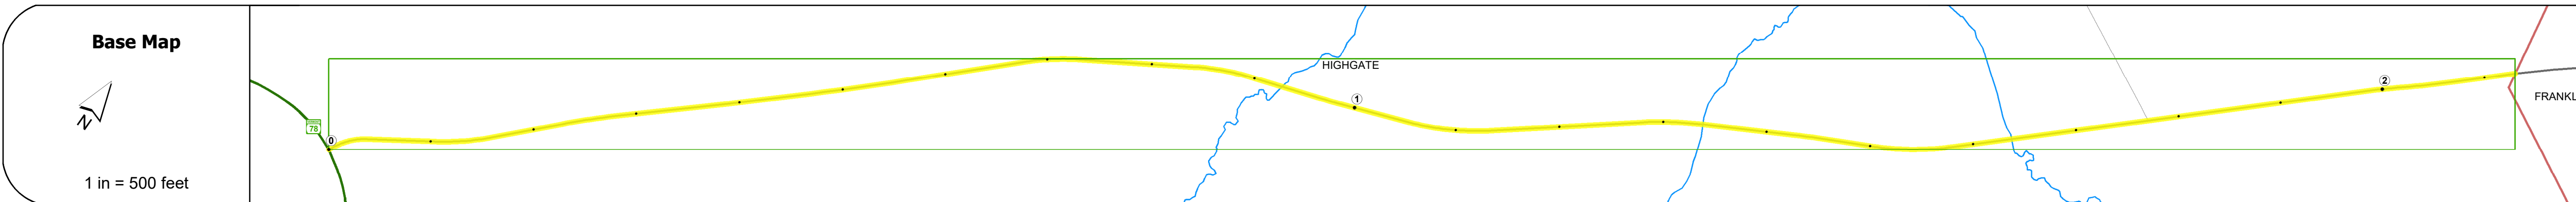 Base Map
N
1 in = 500 feet
78
0
HIGHGATE
1
2
FRANKL